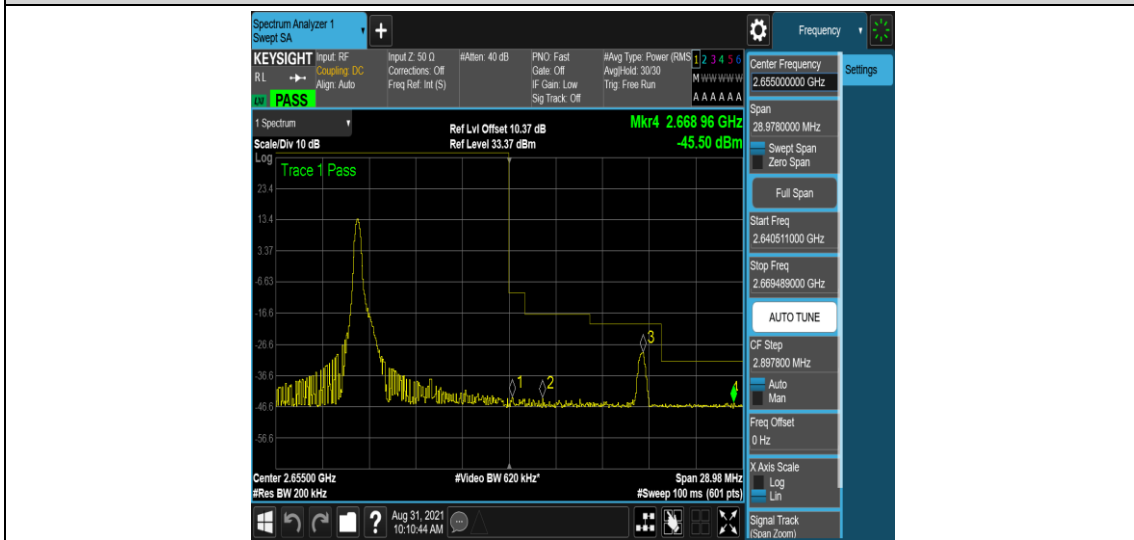 Spectrum Analyzer 1
Swept SA
+
Frequency
KEYSIGHT
RL
PASS
Input: RF
Coupling: DC
Align: Auto
Input Z: 50 Ω
Corrections: Off
Freq Ref: Int (S)
#Atten: 40 dB
PNO: Fast
Gate: Off
IF Gain: Low
Sig Track: Off
#Avg Type: Power (RMS
Avg|Hold: 30/30
Trig: Free Run
1 2 3 4 5 6
M W W W W W
A A A A A A
1 Spectrum
Scale/Div 10 dB
Ref Lvl Offset 10.37 dB
Ref Level 33.37 dBm
Mkr4 2.668 96 GHz
-45.50 dBm
Log
Trace 1 Pass
23.4
13.4
3.37
-6.63
-16.6
-26.6
-36.6
-46.6
-56.6
1
2
3
4
Center 2.65500 GHz
#Res BW 200 kHz
#Video BW 620 kHz*
Span 28.98 MHz
#Sweep 100 ms (601 pts)
Center Frequency
2.655000000 GHz
Settings
Span
28.9780000 MHz
Swept Span
Zero Span
Full Span
Start Freq
2.640511000 GHz
Stop Freq
2.669489000 GHz
AUTO TUNE
CF Step
2.897800 MHz
Auto
Man
Freq Offset
0 Hz
X Axis Scale
Log
Lin
Signal Track
(Span Zoom)
?
Aug 31, 2021
10:10:44 AM